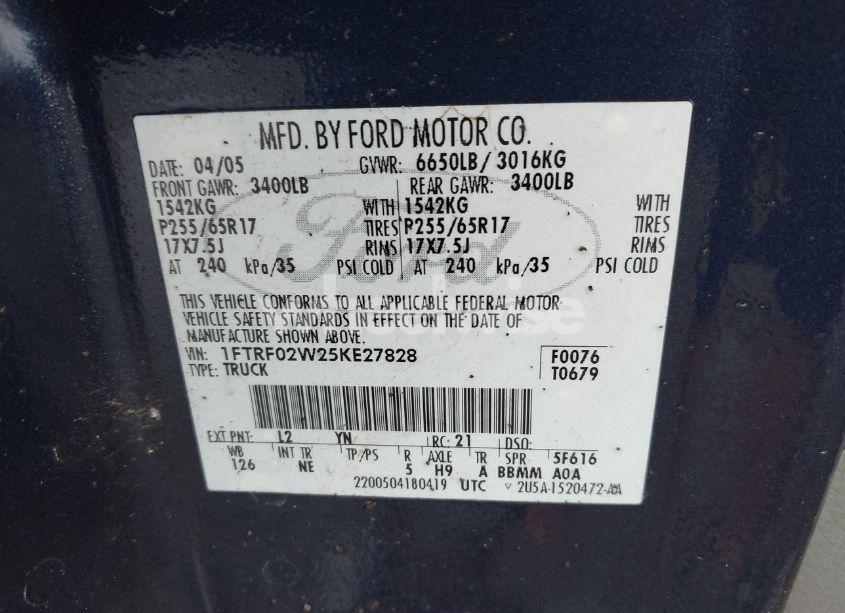 MFD. BY FORD MOTOR CO.
DATE: 04/05 GVWR: 6650LB/ 3016KG
FRONT GAWR: 3400LB REAR GAWR: 3400LB
1542KG WITH 1542KG WITH
P255/65R17 TIRES P255/65R17 TIRES
17X7.5J RIMS 17X7.5J RIMS
AT 240 kPa/35 PSI COLD AT 240 kPa/35 PSI COLD
THIS VEHICLE CONFORMS TO ALL APPLICABLE FEDERAL MOTOR
VEHICLE SAFETY STANDARDS IN EFFECT ON THE DATE OF
MANUFACTURE SHOWN ABOVE.
VIN: 1FTRF02W25KE27828 F0076
TYPE: TRUCK T0679
EXT PNT: L2 YN RC: 21 DSO:
WB INT TR TP/PS R AXLE TR SPR 5F616
126 NE 5 H9 A BBMM AOA
2200504180419 UTC ▽ 2U5A-1520472-AA
Ford